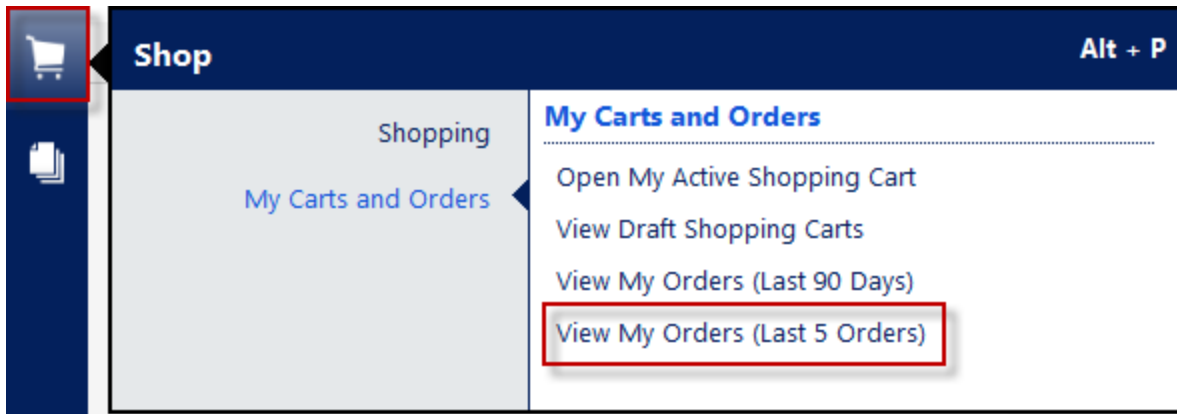 Shop
Alt + P
Shopping
My Carts and Orders
My Carts and Orders
Open My Active Shopping Cart
View Draft Shopping Carts
View My Orders (Last 90 Days)
View My Orders (Last 5 Orders)